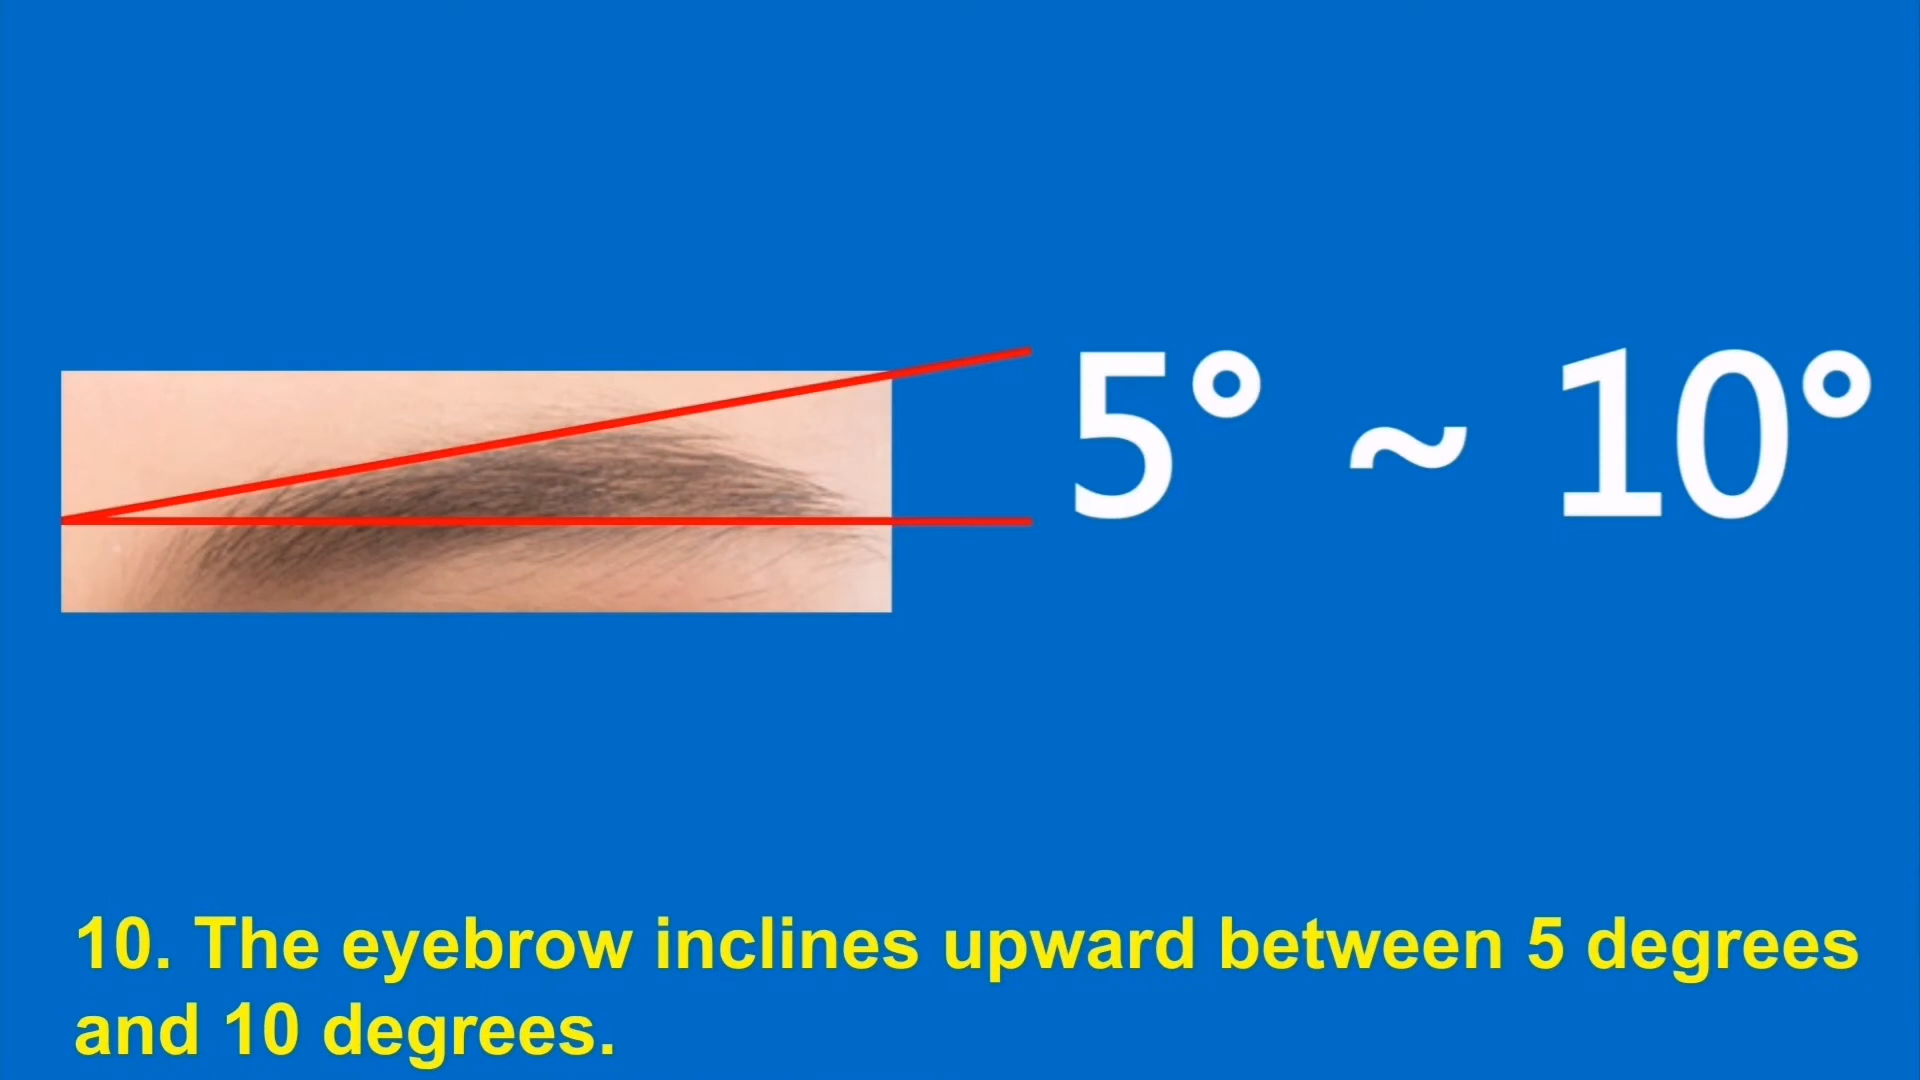 5° ~ 10°
10. The eyebrow inclines upward between 5 degrees
and 10 degrees.